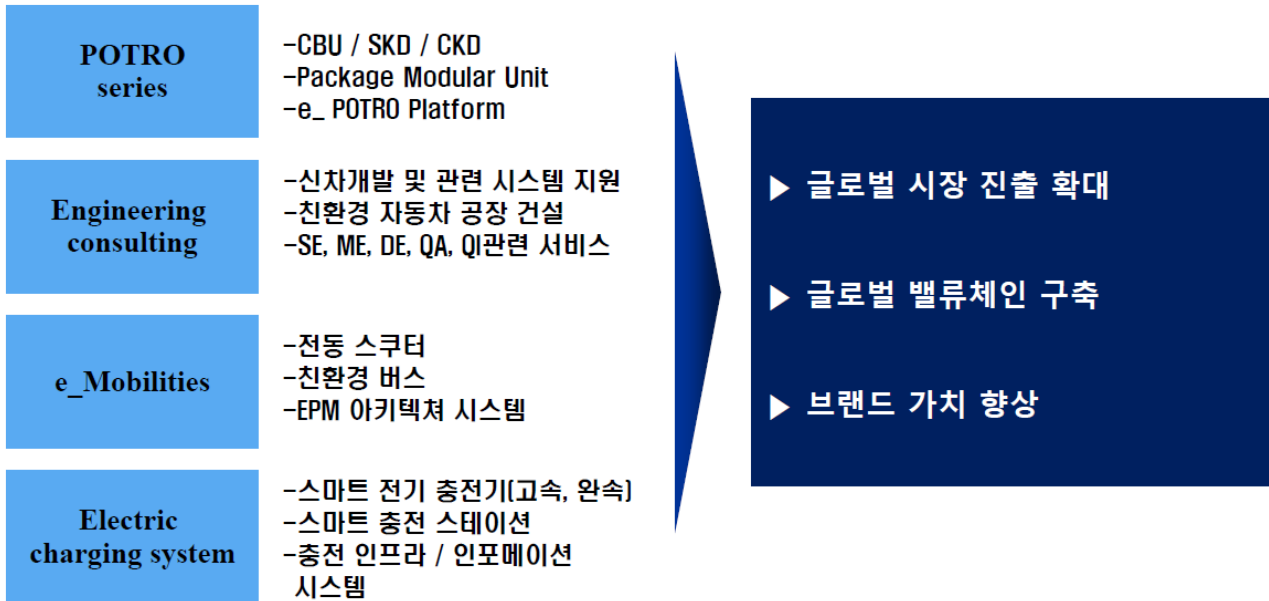 POTRO
series
-CBU / SKD / CKD
-Package Modular Unit
-e_ POTRO Platform
Engineering
consulting
-신차개발 및 관련 시스템 지원
-친환경 자동차 공장 건설
-SE, ME, DE, QA, QI관련 서비스
e_Mobilities
-전동 스쿠터
-친환경 버스
-EPM 아키텍쳐 시스템
Electric
charging system
-스마트 전기 충전기(고속, 완속)
-스마트 충전 스테이션
-충전 인프라 / 인포메이션
시스템
▶ 글로벌 시장 진출 확대
▶ 글로벌 밸류체인 구축
▶ 브랜드 가치 향상